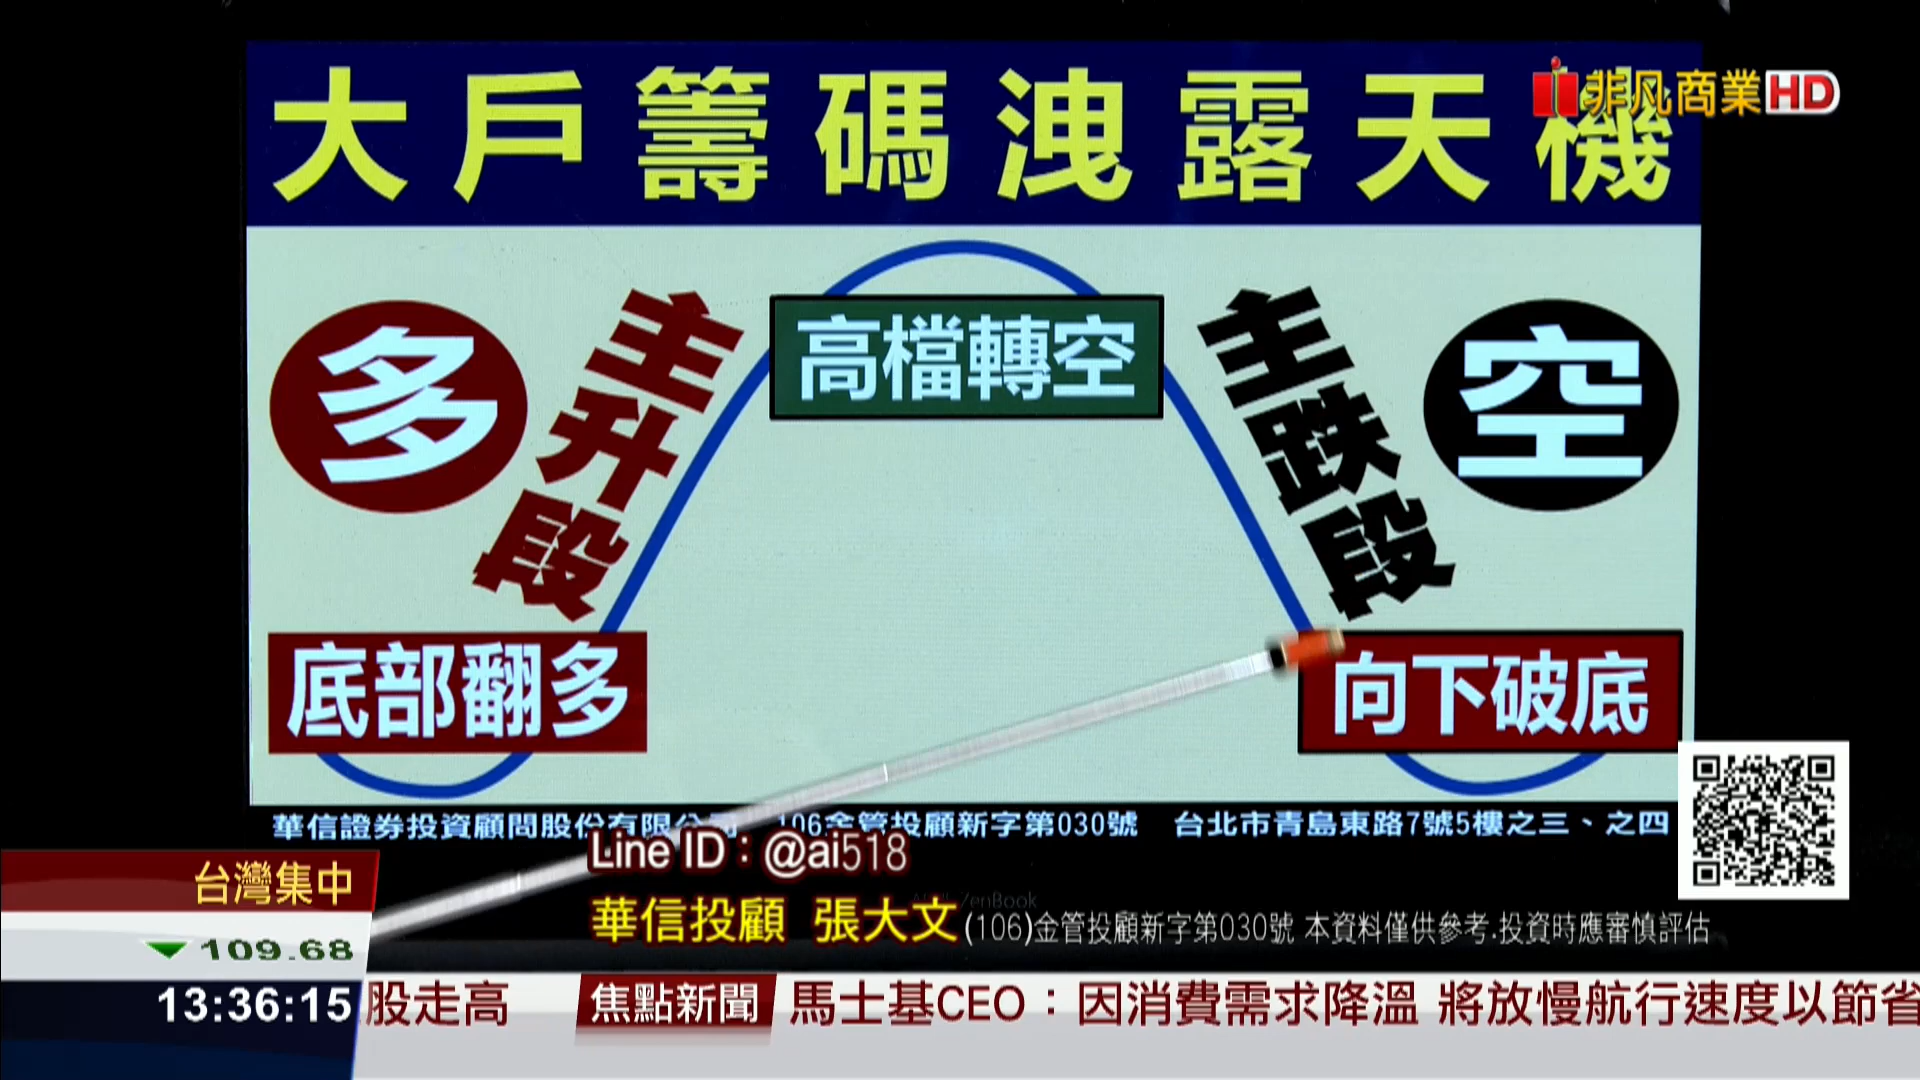 大戶籌碼洩露天機
非凡商業HD
多
主升段
高檔轉空
主跌段
空
底部翻多
向下破底
華信證券投資顧問股份有限公司 106金管投顧新字第030號 台北市青島東路7號5樓之三、之四
Line ID：@ai518
ZenBook
華信投顧 張大文 (106)金管投顧新字第030號 本資料僅供參考.投資時應審慎評估
台灣集中
▼ 109.68
13:36:15
股走高 焦點新聞 馬士基CEO：因消費需求降溫 將放慢航行速度以節省